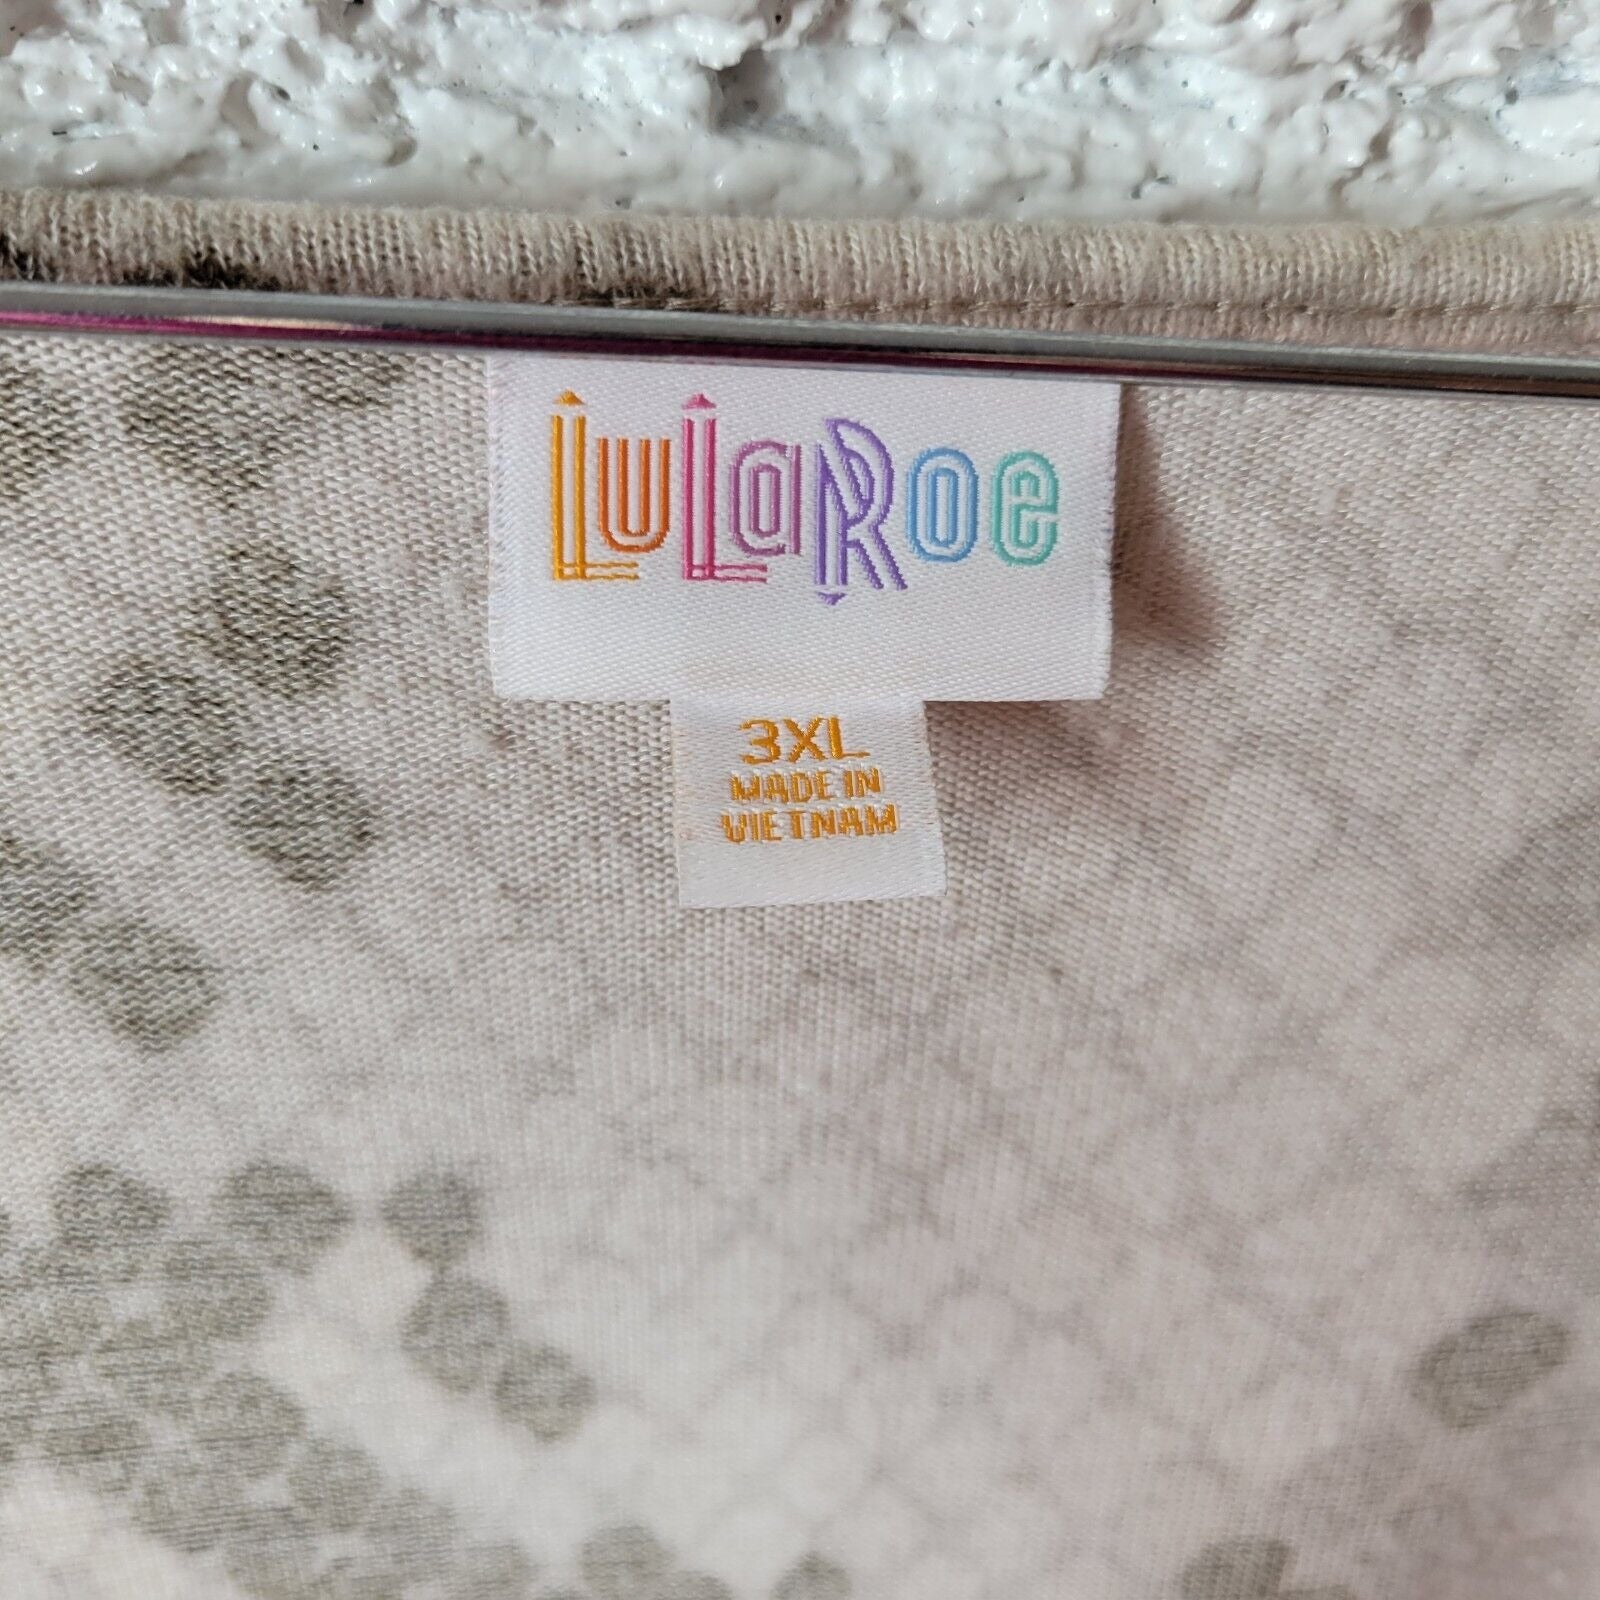 LuLaRoe
3XL
MADE IN
VIETNAM